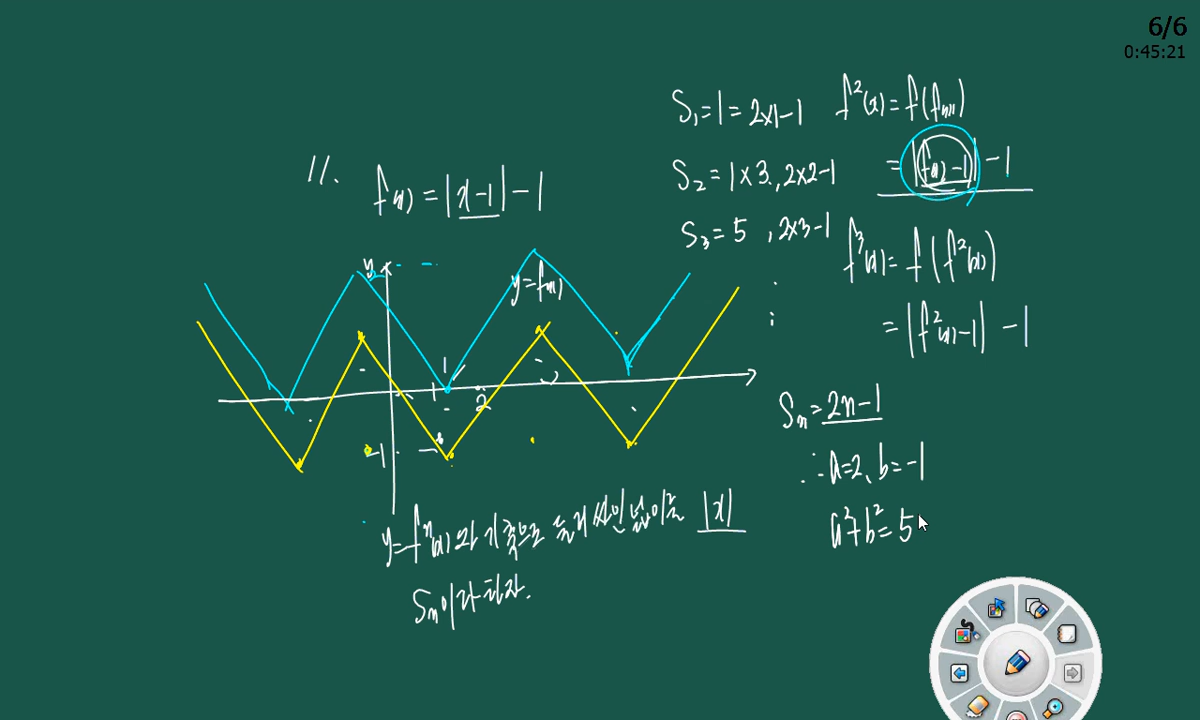 6/6
0:45:21
11.
f(x) = |x-1| - 1
S₁ = 1 = 2×1-1
S₂ = 1×3, 2×2-1
S₃ = 5, 2×3-1
f²(x) = f(f(x))
= |f(x)-1| - 1
f³(x) = f(f²(x))
= |f²(x)-1| - 1
y
y=f(x)
1
1
2
-1
Sₙ = 2n-1
∴ a=2, b=-1
a²+b² = 5
y=fⁿ(x)와 x축으로 둘러싸인 넓이를 |x|
Sₙ이라 하자.